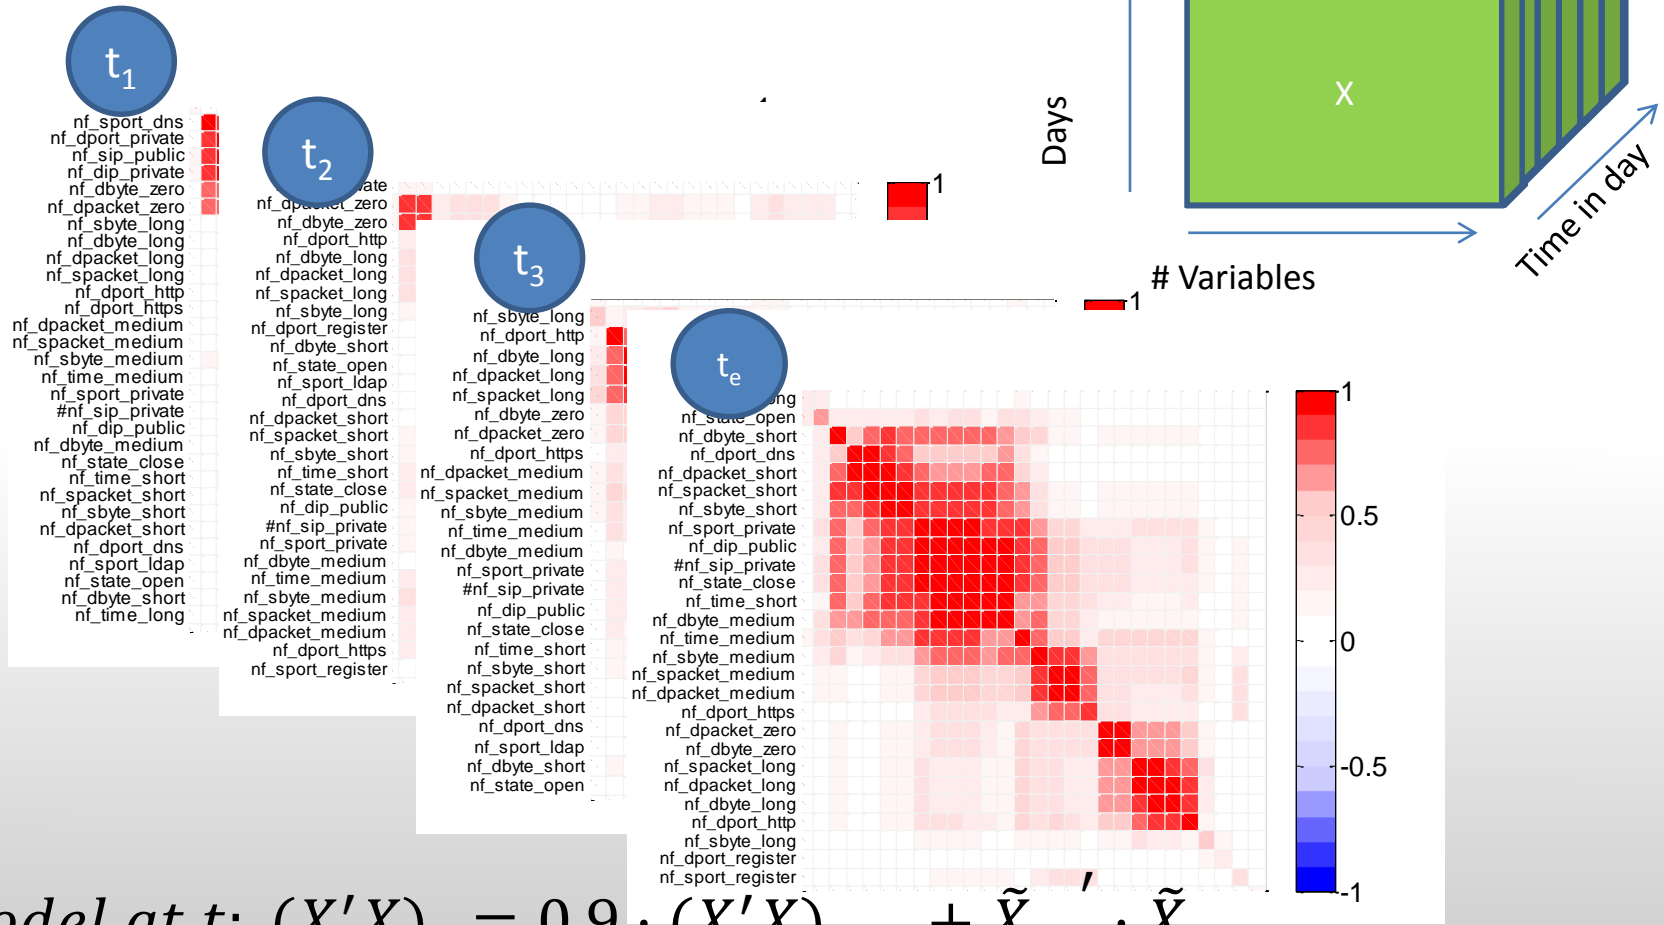 t1
nf_sport_dns
nf_dport_private
nf_sip_public
nf_dip_private
nf_dbyte_zero
nf_dpacket_zero
nf_sbyte_long
nf_dbyte_long
nf_dpacket_long
nf_spacket_long
nf_dport_http
nf_dport_https
nf_dpacket_medium
nf_spacket_medium
nf_sbyte_medium
nf_time_medium
nf_sport_private
#nf_sip_private
nf_dip_public
nf_dbyte_medium
nf_state_close
nf_time_short
nf_spacket_short
nf_sbyte_short
nf_dpacket_short
nf_dport_dns
nf_sport_ldap
nf_state_open
nf_dbyte_short
nf_time_long
t2
nf_dpacket_zero
nf_dbyte_zero
nf_dport_http
nf_dbyte_long
nf_dpacket_long
nf_spacket_long
nf_sbyte_long
nf_dport_register
nf_dbyte_short
nf_state_open
nf_sport_ldap
nf_dport_dns
nf_dpacket_short
nf_spacket_short
nf_sbyte_short
nf_time_short
nf_state_close
nf_dip_public
#nf_sip_private
nf_sport_private
nf_dbyte_medium
nf_time_medium
nf_sbyte_medium
nf_spacket_medium
nf_dpacket_medium
nf_dport_https
nf_sport_register
1
t3
nf_sbyte_long
nf_dport_http
nf_dbyte_long
nf_dpacket_long
nf_spacket_long
nf_dbyte_zero
nf_dpacket_zero
nf_dport_https
nf_dpacket_medium
nf_spacket_medium
nf_sbyte_medium
nf_time_medium
nf_dbyte_medium
nf_sport_private
#nf_sip_private
nf_dip_public
nf_state_close
nf_time_short
nf_sbyte_short
nf_spacket_short
nf_dpacket_short
nf_dport_dns
nf_sport_ldap
nf_dbyte_short
nf_state_open
1
te
nf_state_open
nf_dbyte_short
nf_dport_dns
nf_dpacket_short
nf_spacket_short
nf_sbyte_short
nf_sport_private
nf_dip_public
#nf_sip_private
nf_state_close
nf_time_short
nf_dbyte_medium
nf_time_medium
nf_sbyte_medium
nf_spacket_medium
nf_dpacket_medium
nf_dport_https
nf_dpacket_zero
nf_dbyte_zero
nf_spacket_long
nf_dpacket_long
nf_dbyte_long
nf_dport_http
nf_sbyte_long
nf_dport_register
nf_sport_register
1
0.5
0
-0.5
-1
X
Days
# Variables
Time in day
at t: (X'X) = 0.9 · (X'X) + X̃ ' · X̃